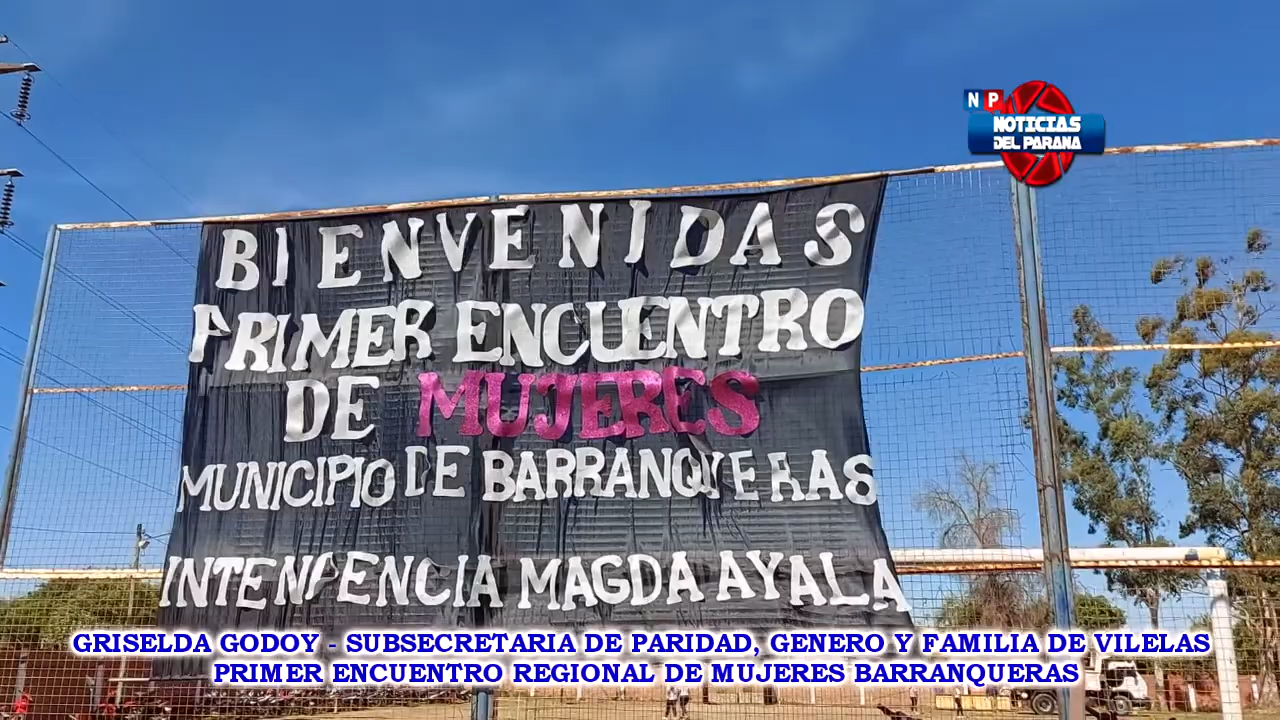 NP
NOTICIAS
DEL PARANA
BIENVENIDAS
PRIMER ENCUENTRO
DE MUJERES
MUNICIPIO DE BARRANQUERAS
INTENDENCIA MAGDA AYALA
GRISELDA GODOY - SUBSECRETARIA DE PARIDAD, GENERO Y FAMILIA DE VILELAS
PRIMER ENCUENTRO REGIONAL DE MUJERES BARRANQUERAS